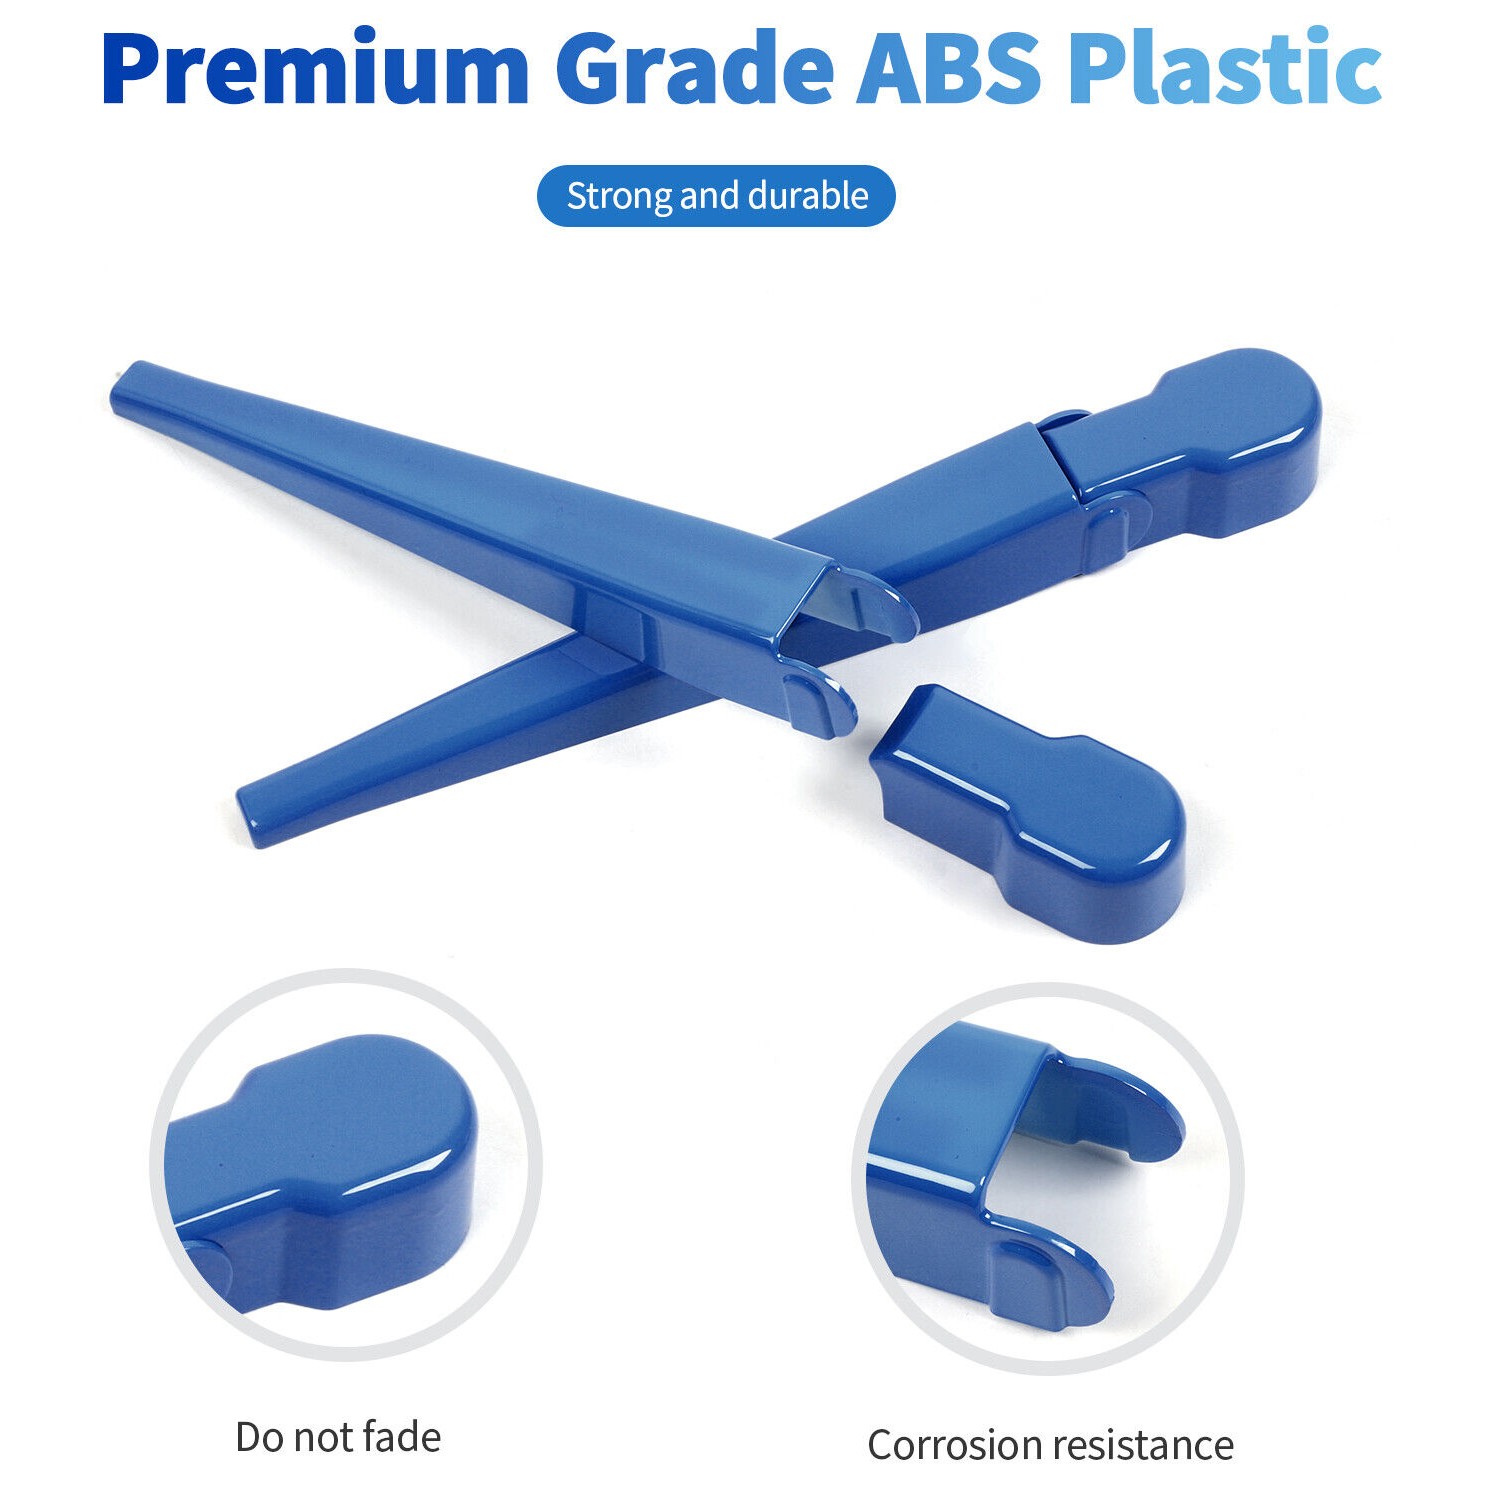 Premium Grade ABS Plastic
Strong and durable
Do not fade
Corrosion resistance